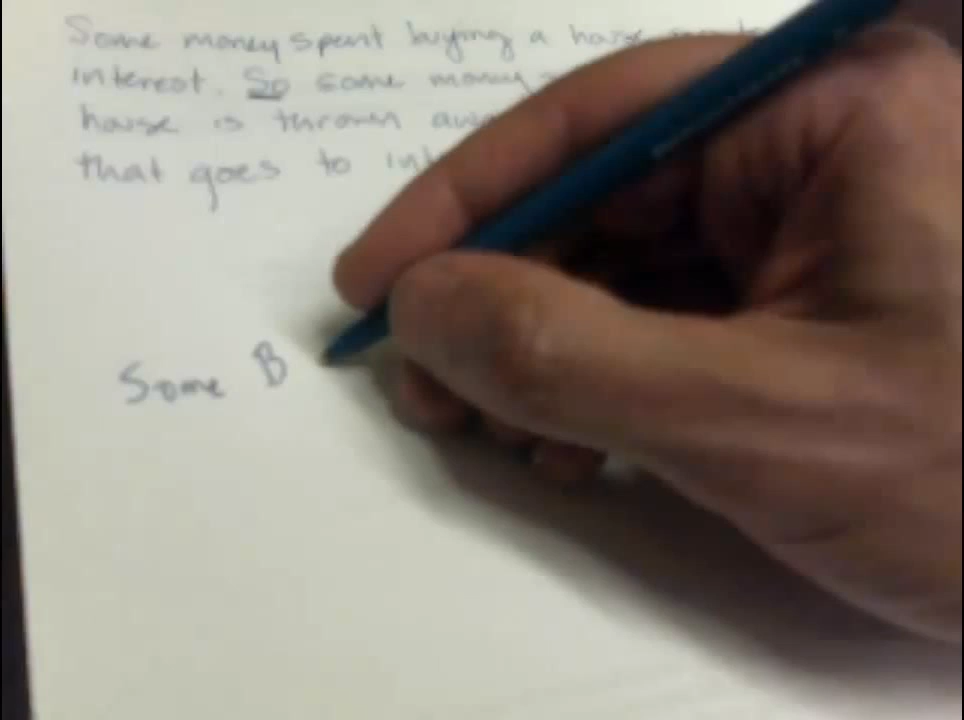 Some money spent buying a house
interest. So some money
house is thrown
that goes to
Some B